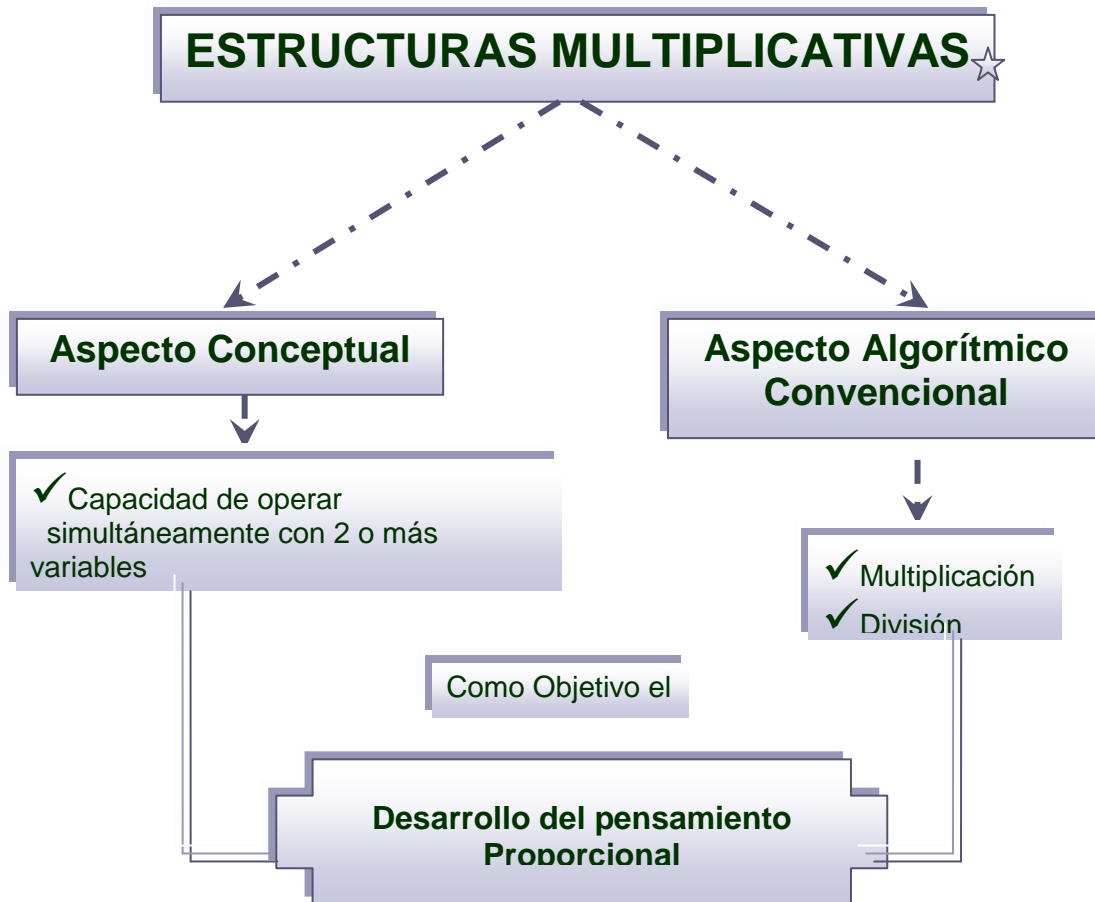 ESTRUCTURAS MULTIPLICATIVAS
Aspecto Conceptual
Aspecto Algorítmico
Convencional
✓Capacidad de operar
simultáneamente con 2 o más
variables
✓Multiplicación
✓División
Como Objetivo el
Desarrollo del pensamiento
Proporcional